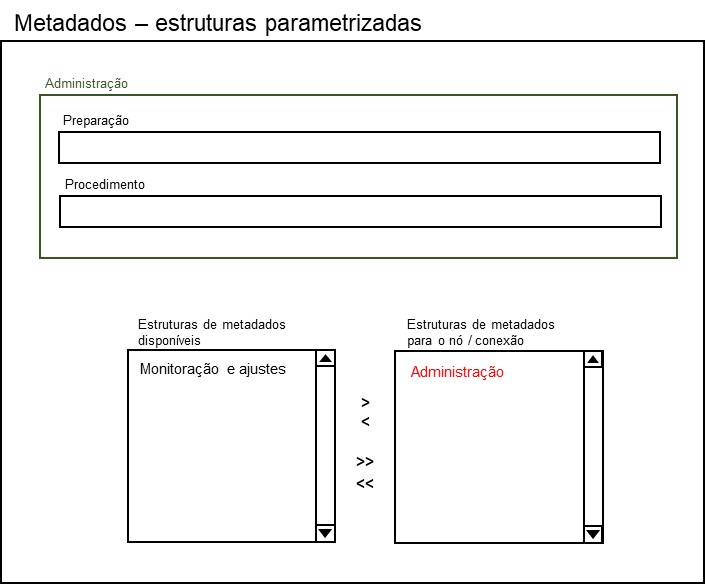 Metadados – estruturas parametrizadas
Administração
Preparação
Procedimento
Estruturas de metadados
disponíveis
Monitoração e ajustes
>
<
>>
<<
Estruturas de metadados
para o nó / conexão
Administração